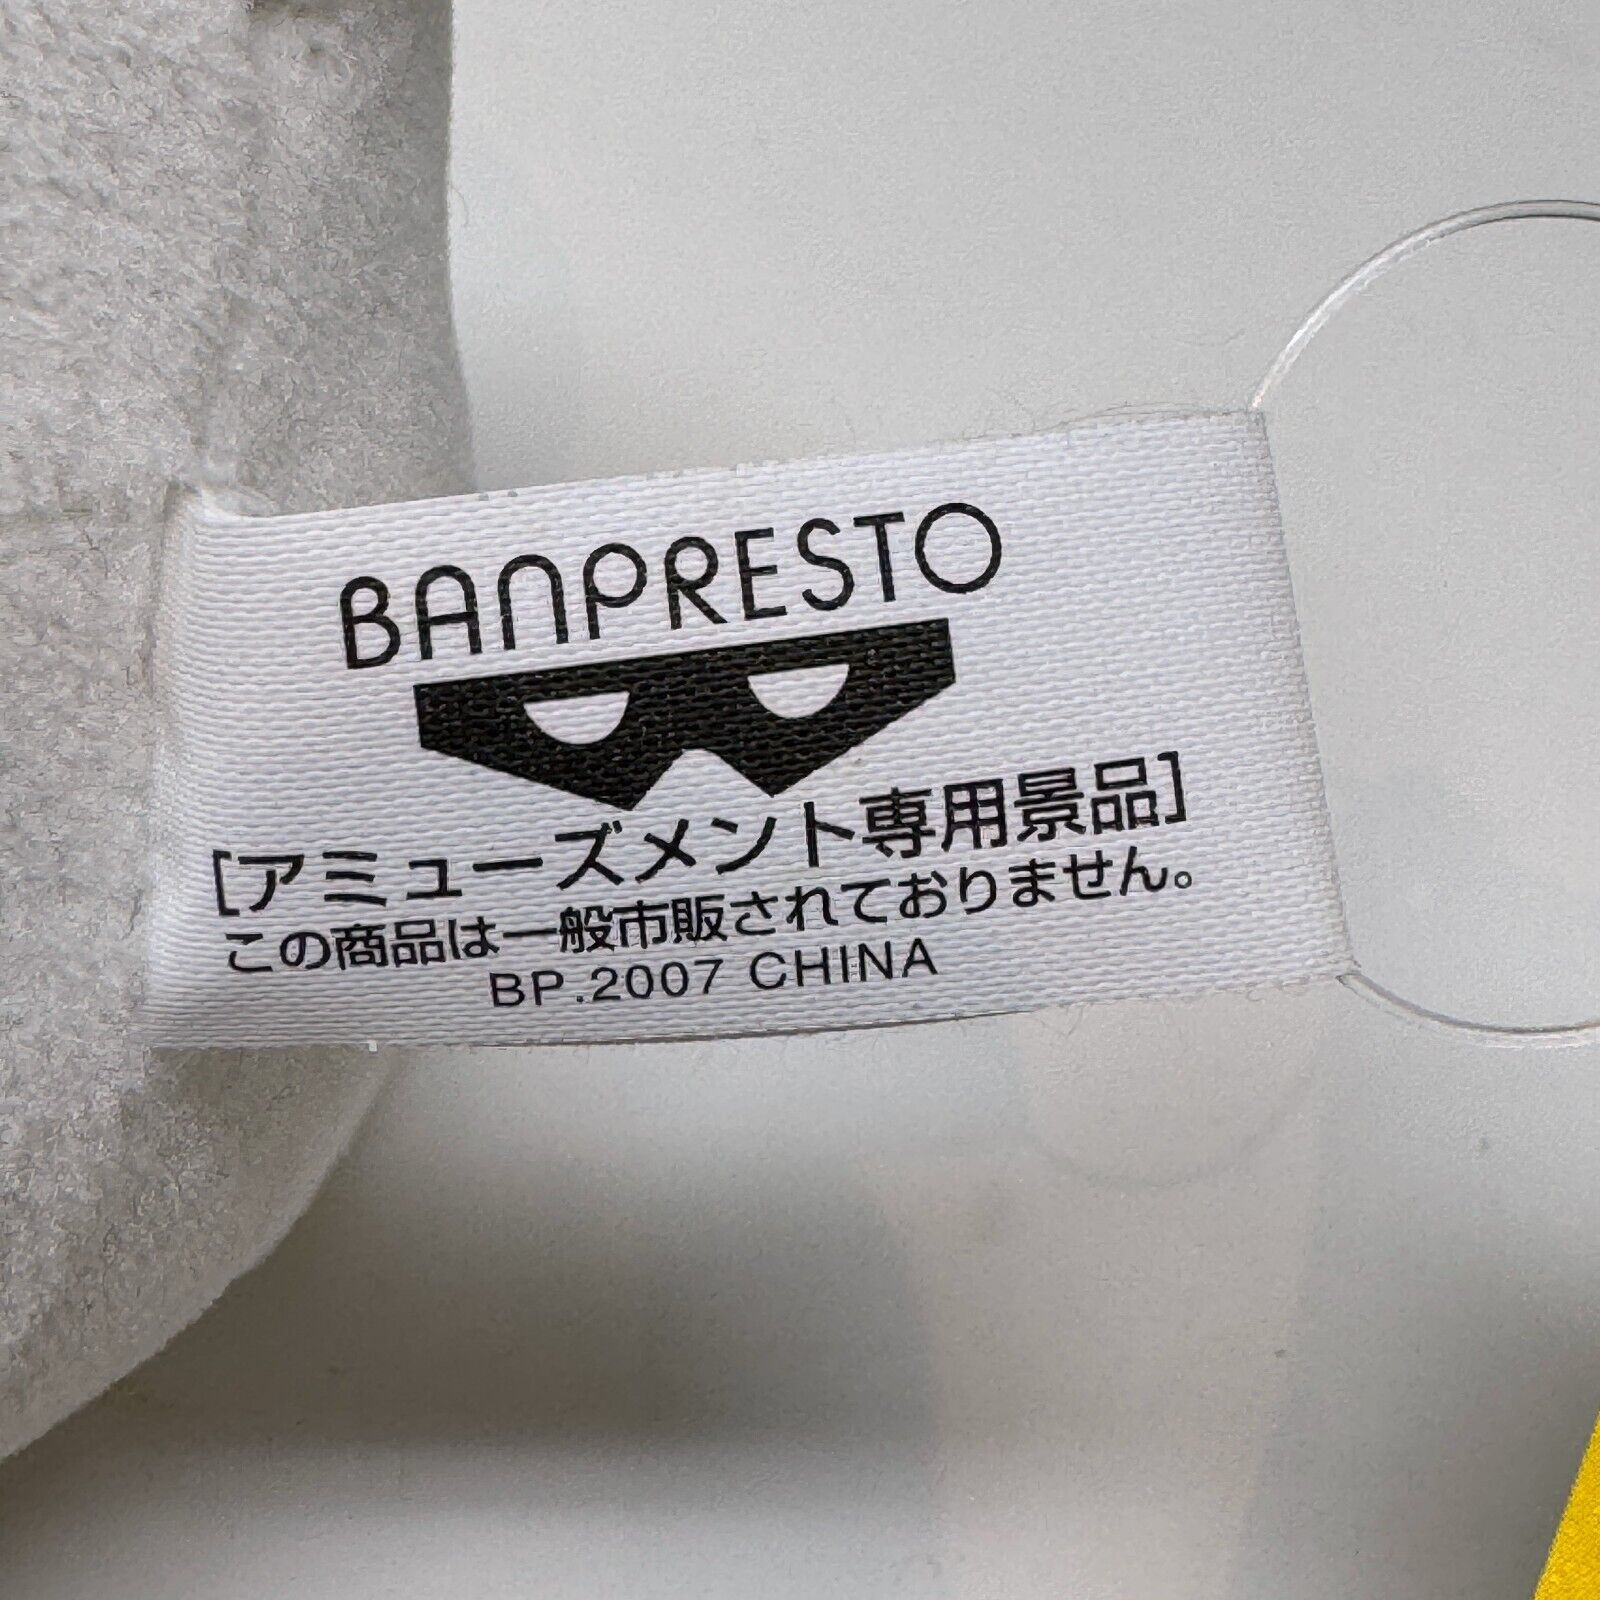 BANPRESTO
[アミューズメント専用景品]
この商品は一般市販されておりません。
BP.2007 CHINA